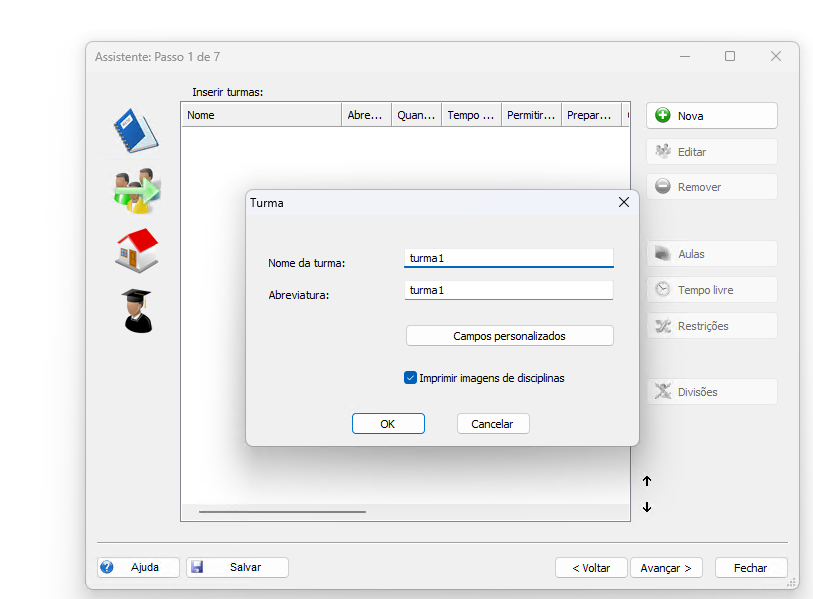 Assistente: Passo 1 de 7
Inserir turmas:
Nome Abre... Quan... Tempo ... Permitir... Prepar...
Nova
Editar
Remover
Turma
Nome da turma: turma1
Abreviatura: turma1
Campos personalizados
Imprimir imagens de disciplinas
OK Cancelar
Aulas
Tempo livre
Restrições
Divisões
Ajuda Salvar < Voltar Avançar > Fechar